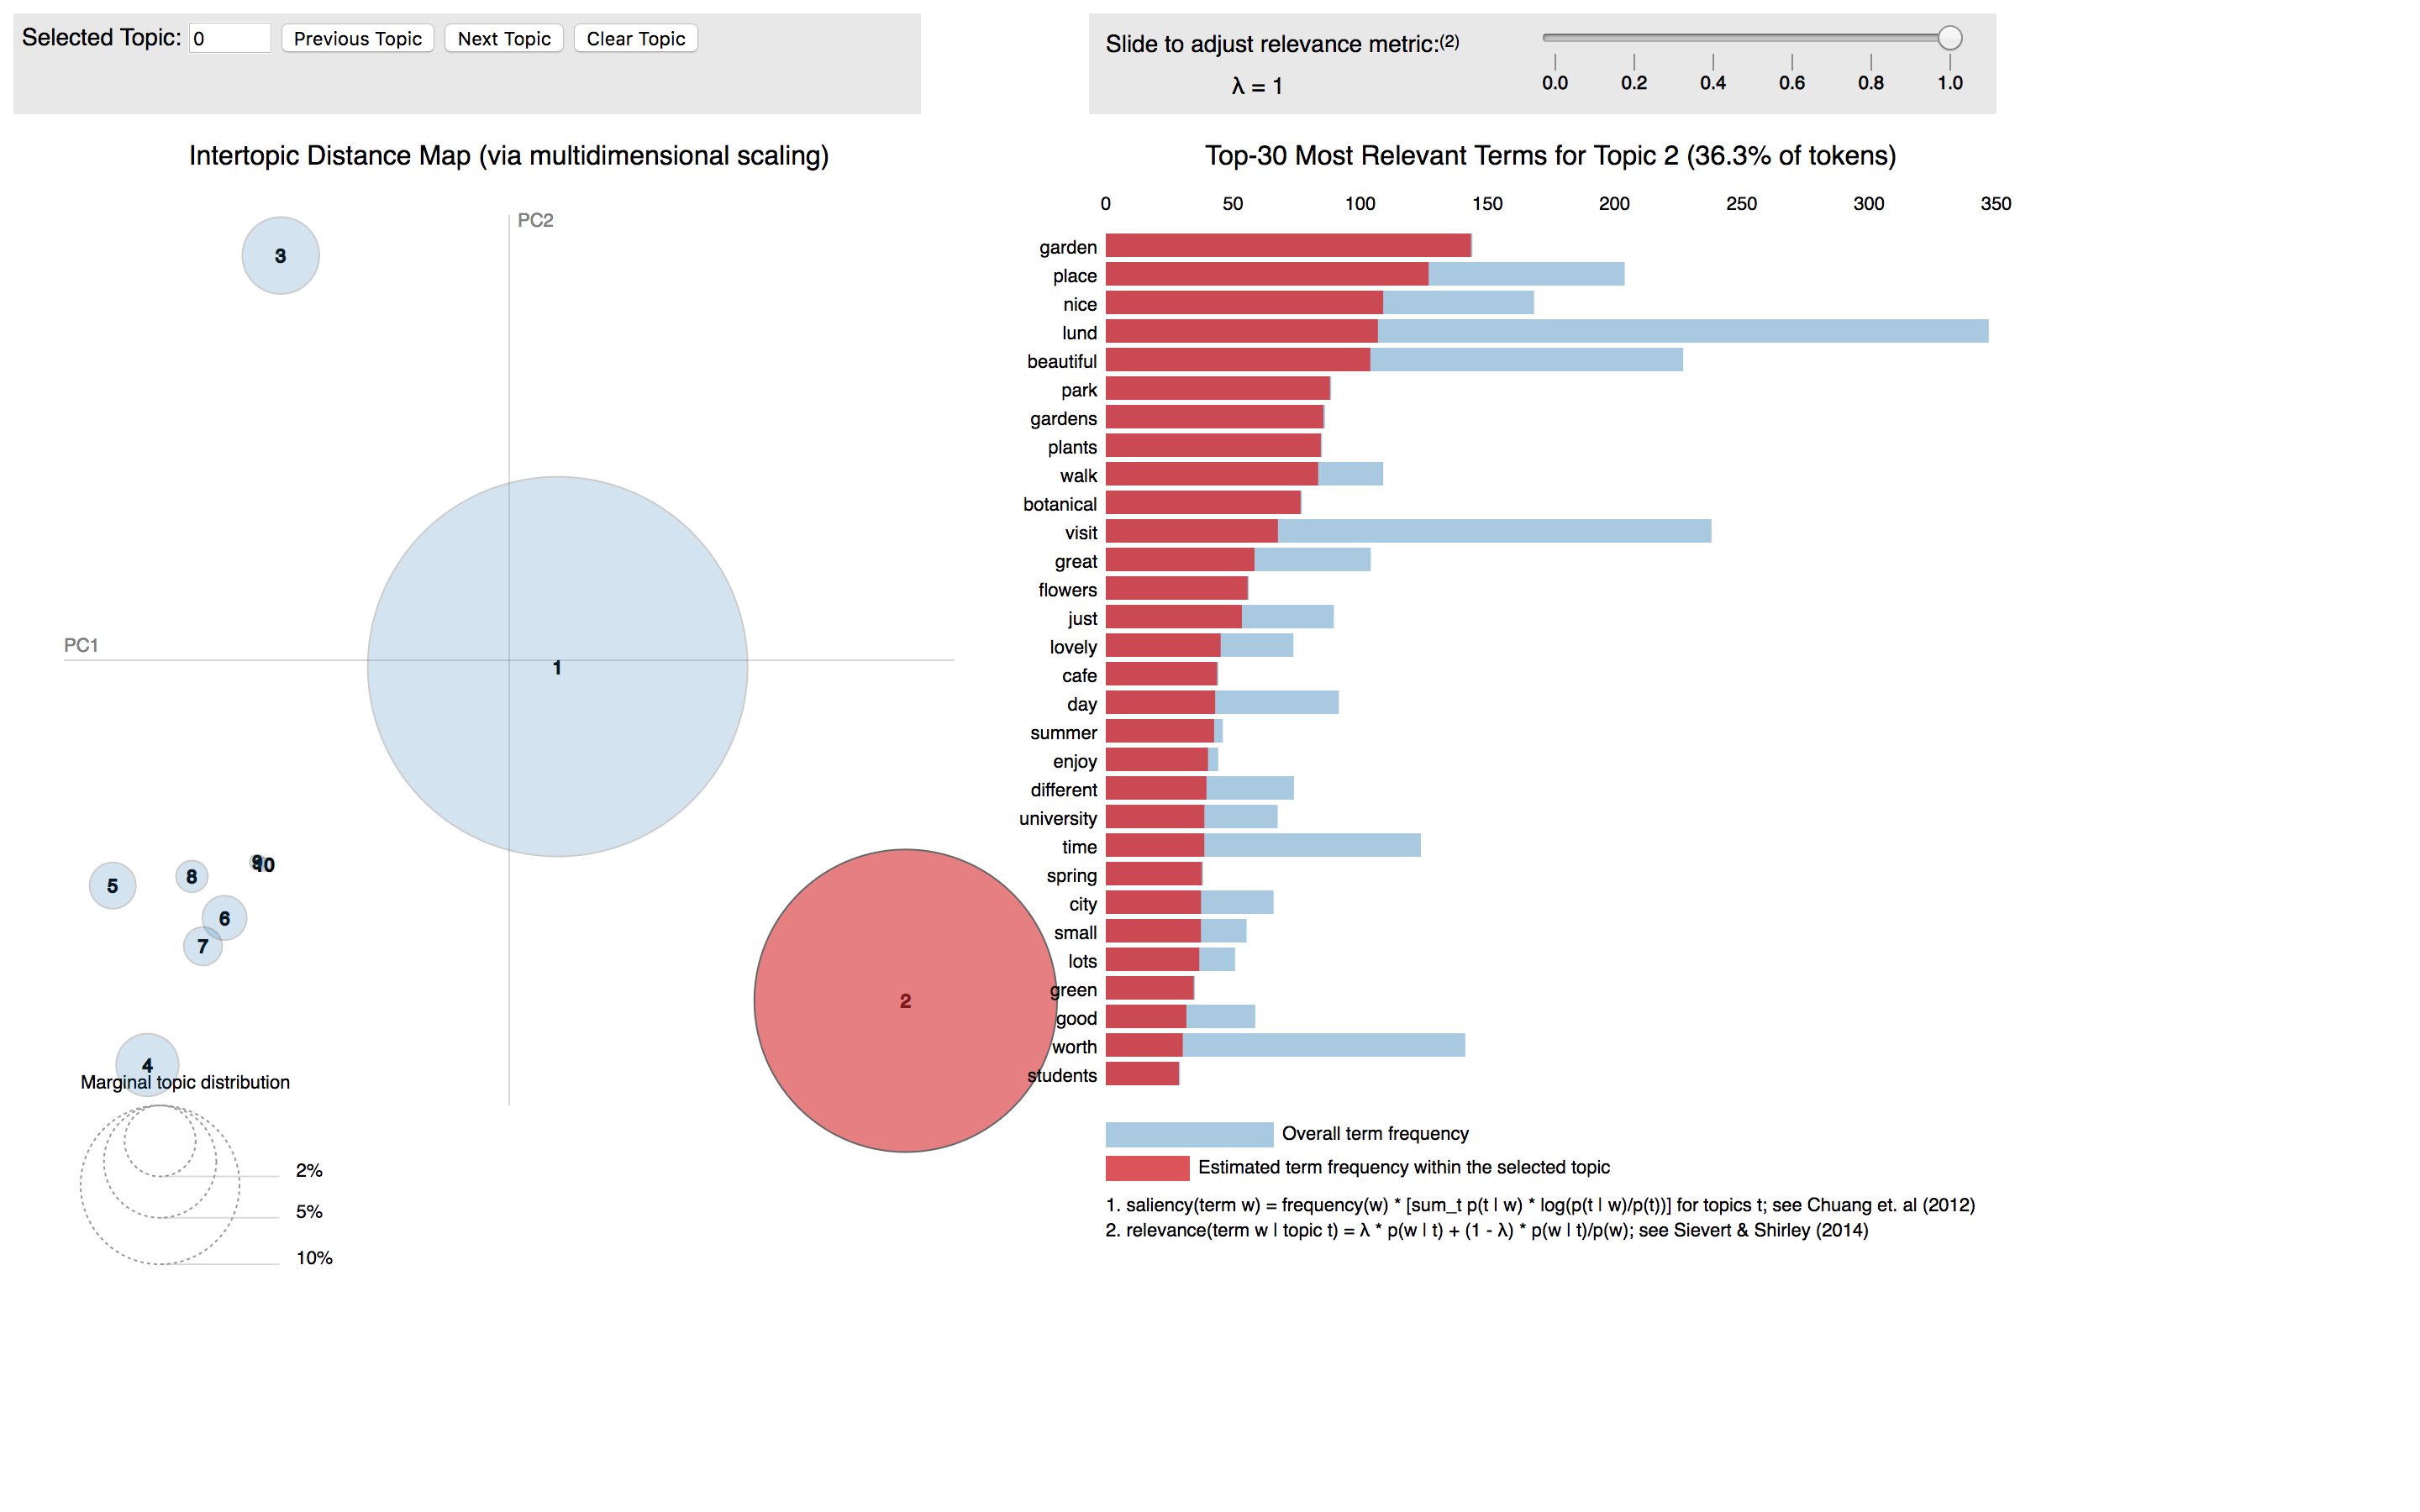 Selected Topic: 0 Previous Topic Next Topic Clear Topic
Slide to adjust relevance metric:(2)
λ = 1
0.0 0.2 0.4 0.6 0.8 1.0
Intertopic Distance Map (via multidimensional scaling)
PC2
PC1
3
1
5
8
9
10
6
7
2
4
Marginal topic distribution
2%
5%
10%
Top-30 Most Relevant Terms for Topic 2 (36.3% of tokens)
0 50 100 150 200 250 300 350
garden
place
nice
lund
beautiful
park
gardens
plants
walk
botanical
visit
great
flowers
just
lovely
cafe
day
summer
enjoy
different
university
time
spring
city
small
lots
green
good
worth
students
Overall term frequency
Estimated term frequency within the selected topic
1. saliency(term w) = frequency(w) * [sum_t p(t | w) * log(p(t | w)/p(t))] for topics t; see Chuang et. al (2012)
2. relevance(term w | topic t) = λ * p(w | t) + (1 - λ) * p(w | t)/p(w); see Sievert & Shirley (2014)